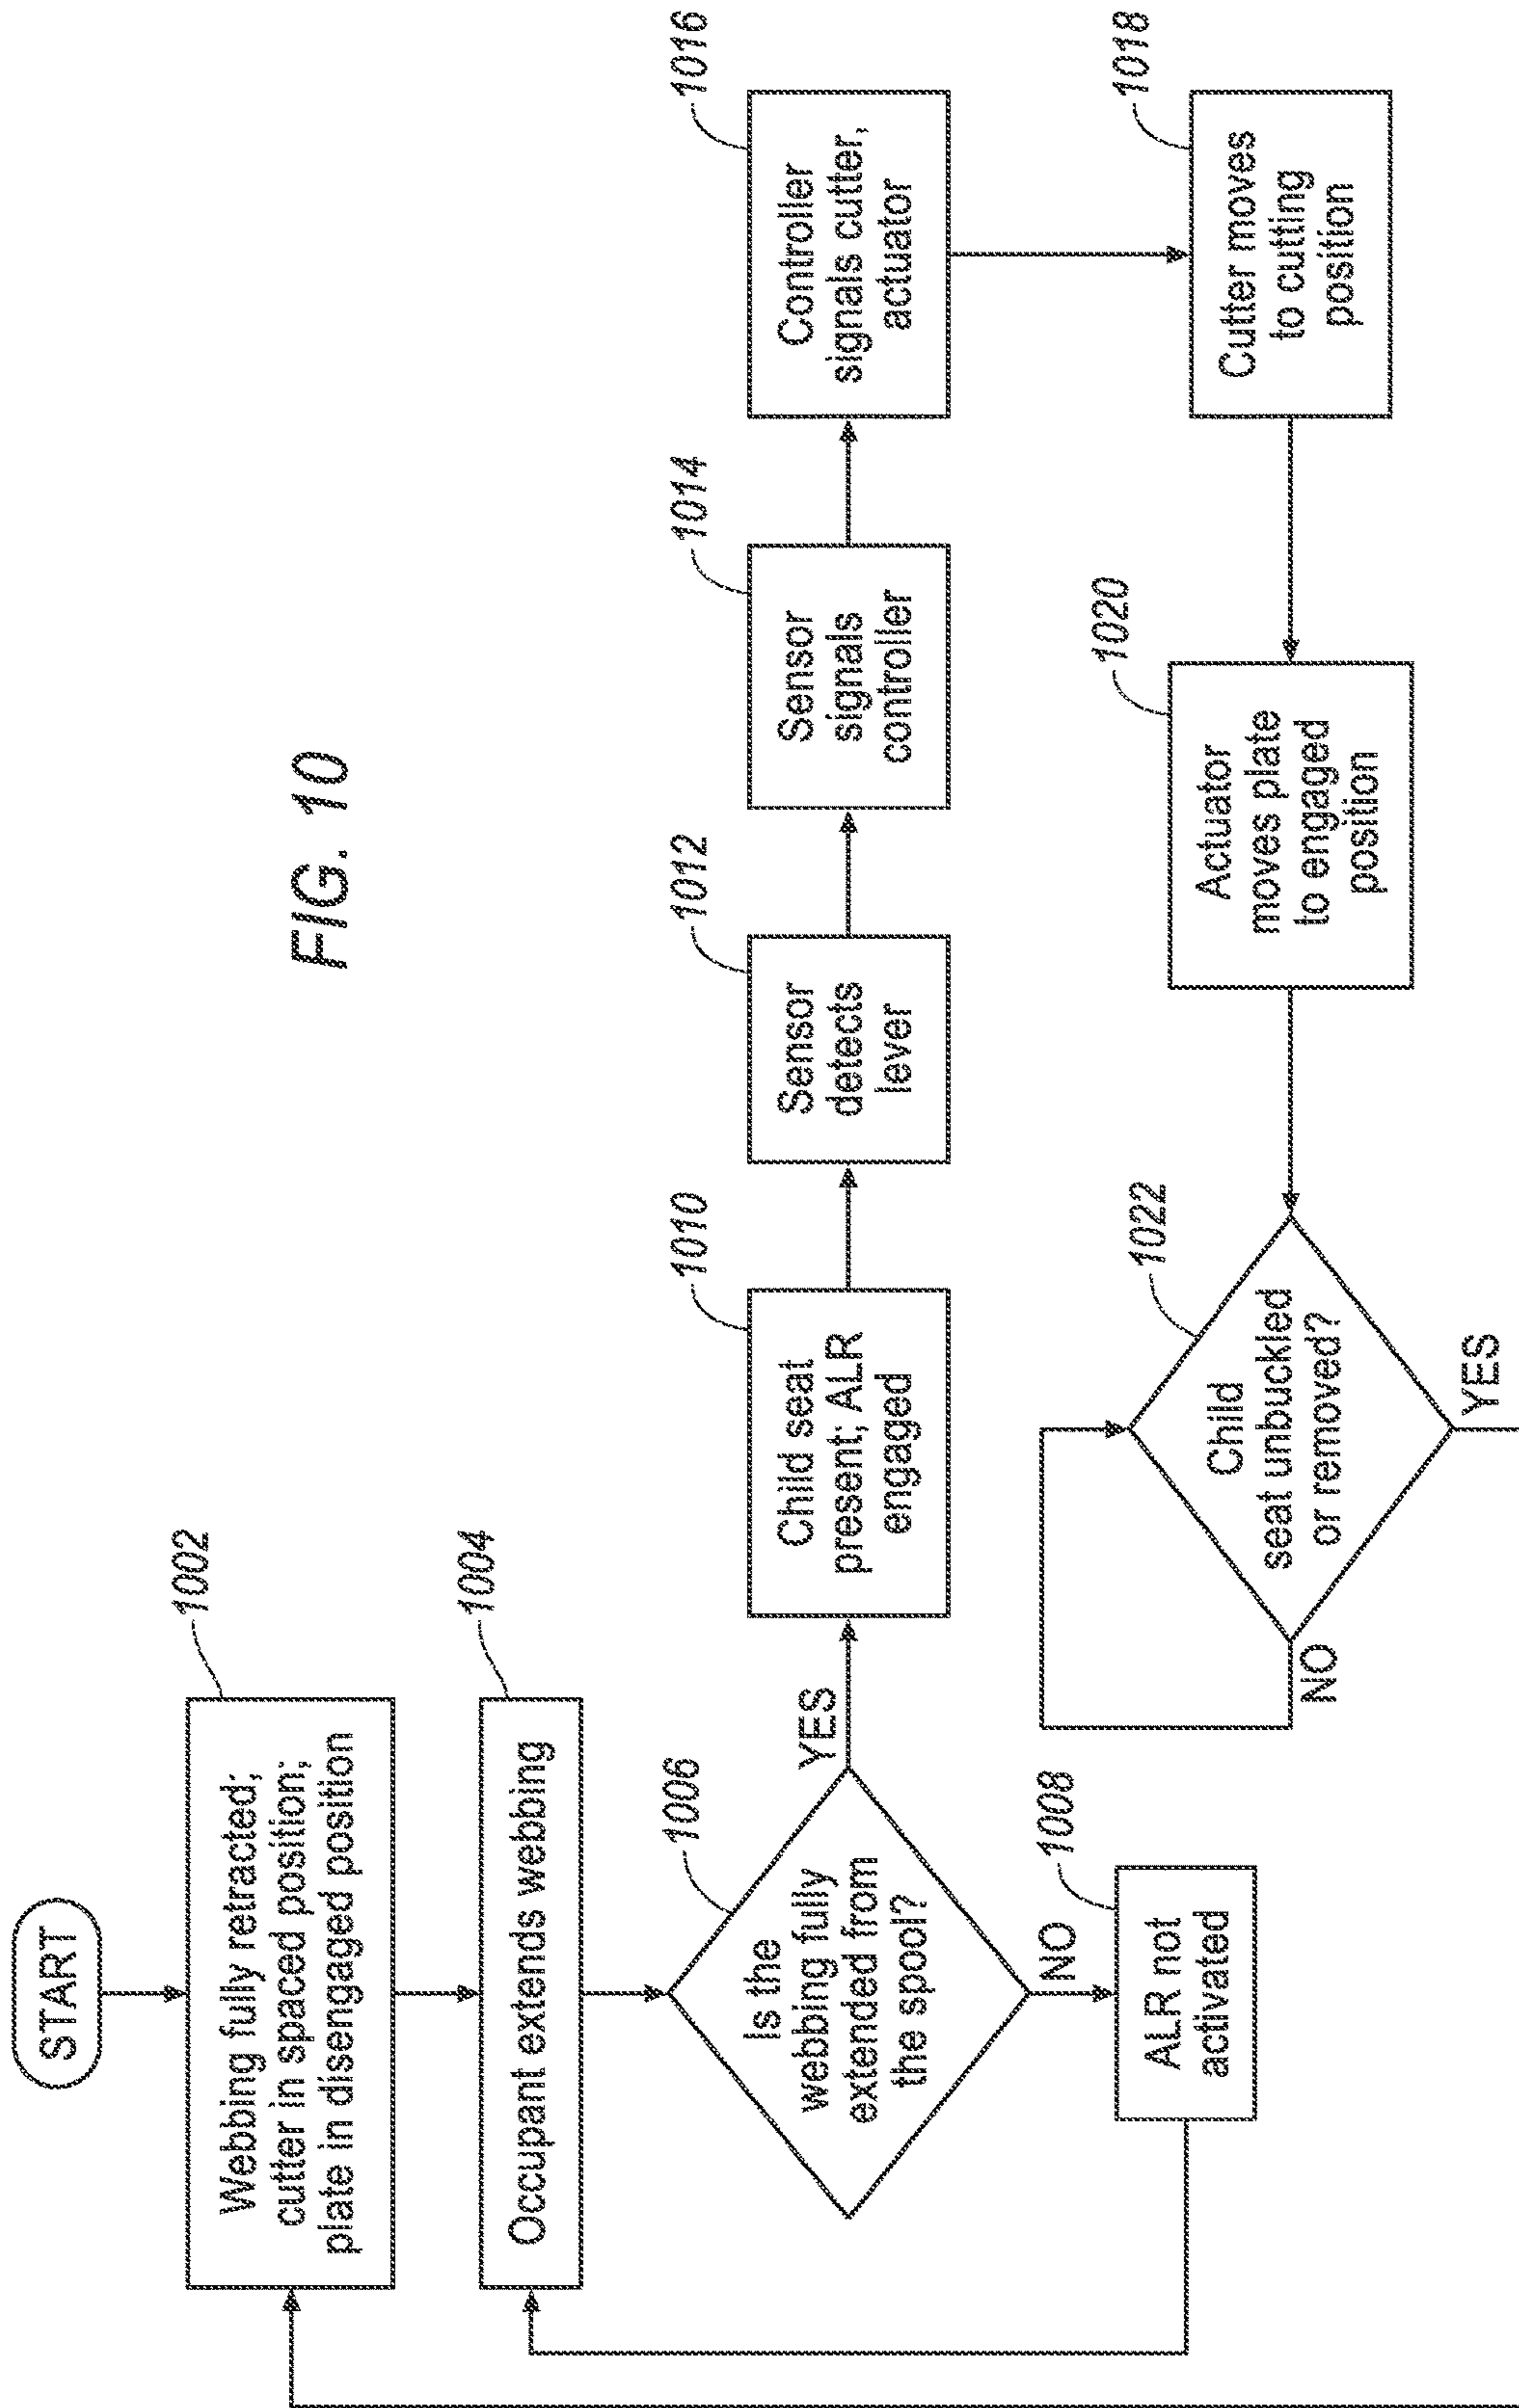 FIG. 10
START
1002
Webbing fully retracted;
cutter in spaced position;
plate in disengaged position
1004
Occupant extends webbing
1006
Is the
webbing fully
extended from
the spool?
YES
NO
1008
ALR not
activated
1010
Child seat
present; ALR
engaged
1012
Sensor
detects
lever
1014
Sensor
signals
controller
1016
Controller
signals cutter,
actuator
1018
Cutter moves
to cutting
position
1020
Actuator
moves plate
to engaged
position
1022
Child
seat unbuckled
or removed?
NO
YES